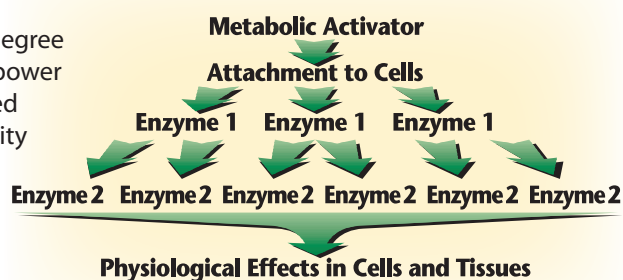 egree
power
ed
ity
Metabolic Activator
Attachment to Cells
Enzyme 1 Enzyme 1 Enzyme 1
Enzyme 2 Enzyme 2 Enzyme 2 Enzyme 2 Enzyme 2 Enzyme 2
Physiological Effects in Cells and Tissues